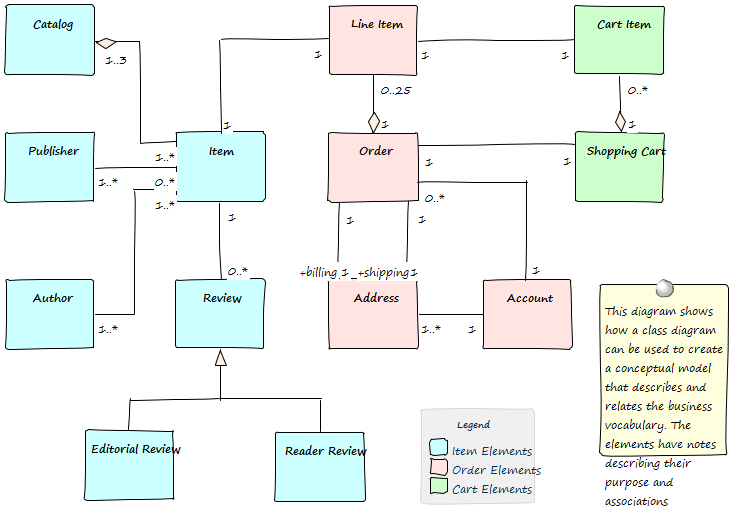 Catalog
Line Item
Cart Item
1..3
1
1
1
0..25
0..*
1
1
1
Publisher
Item
Order
Shopping Cart
1..*
1..*
0..*
1..*
1
1
0..*
1
1
1
0..*
+billing 1
+shipping 1
1
Author
Review
Address
Account
1..*
1..*
1
This diagram shows
how a class diagram
can be used to create
a conceptual model
that describes and
relates the business
vocabulary. The
elements have notes
describing their
purpose and
associations
Editorial Review
Reader Review
Legend
Item Elements
Order Elements
Cart Elements